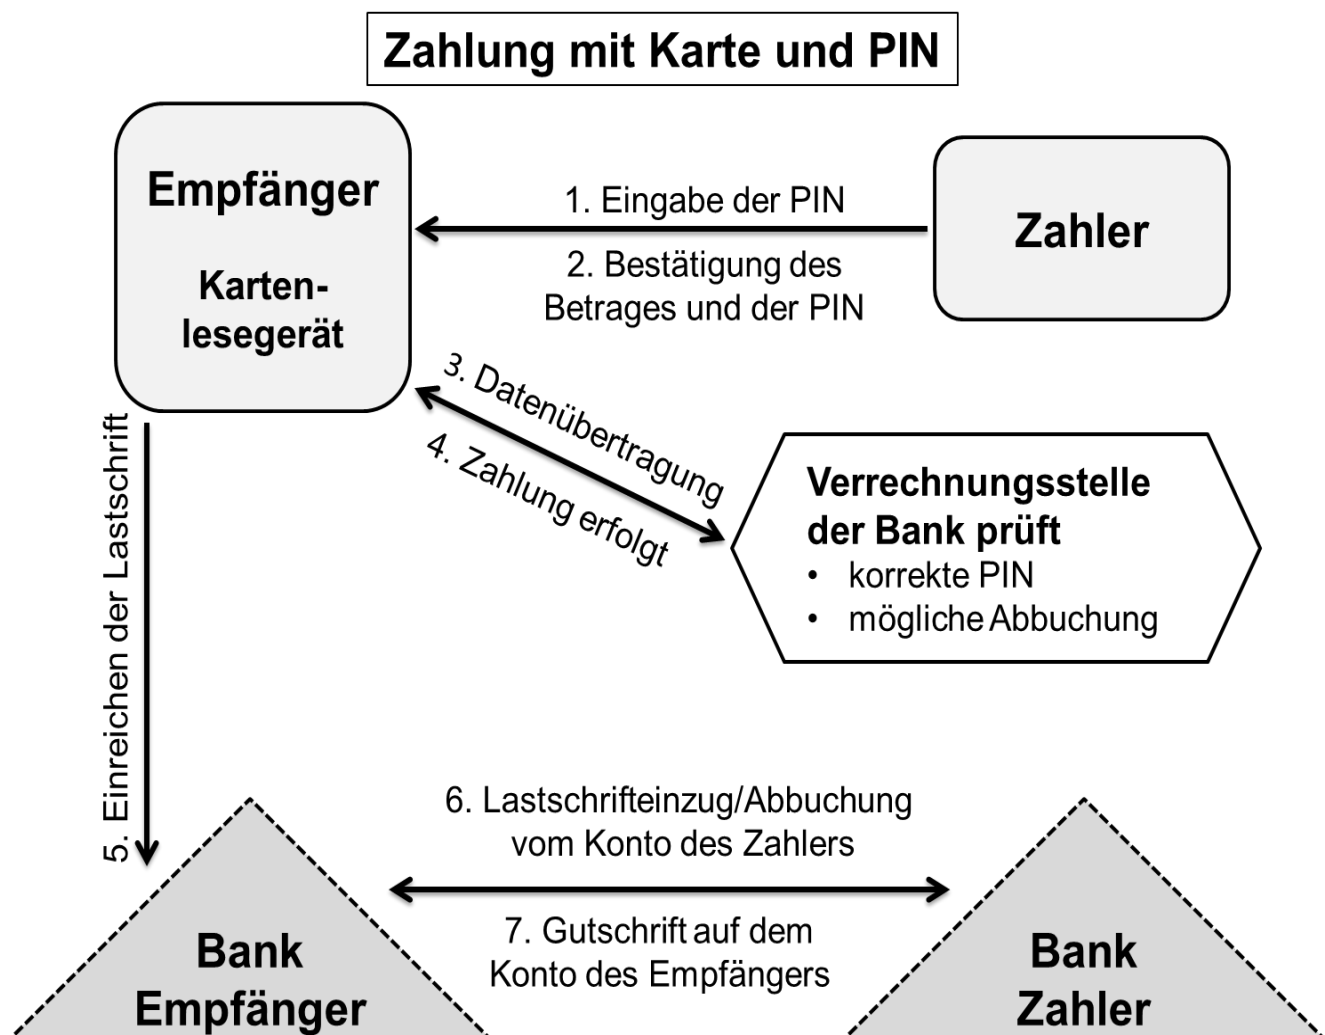 Zahlung mit Karte und PIN
Empfänger
Karten-
lesegerät
1. Eingabe der PIN
2. Bestätigung des
Betrages und der PIN
Zahler
3. Datenübertragung
4. Zahlung erfolgt
Verrechnungsstelle
der Bank prüft
• korrekte PIN
• mögliche Abbuchung
5. Einreichen der Lastschrift
6. Lastschrifteinzug/Abbuchung
vom Konto des Zahlers
7. Gutschrift auf dem
Konto des Empfängers
Bank
Empfänger
Bank
Zahler